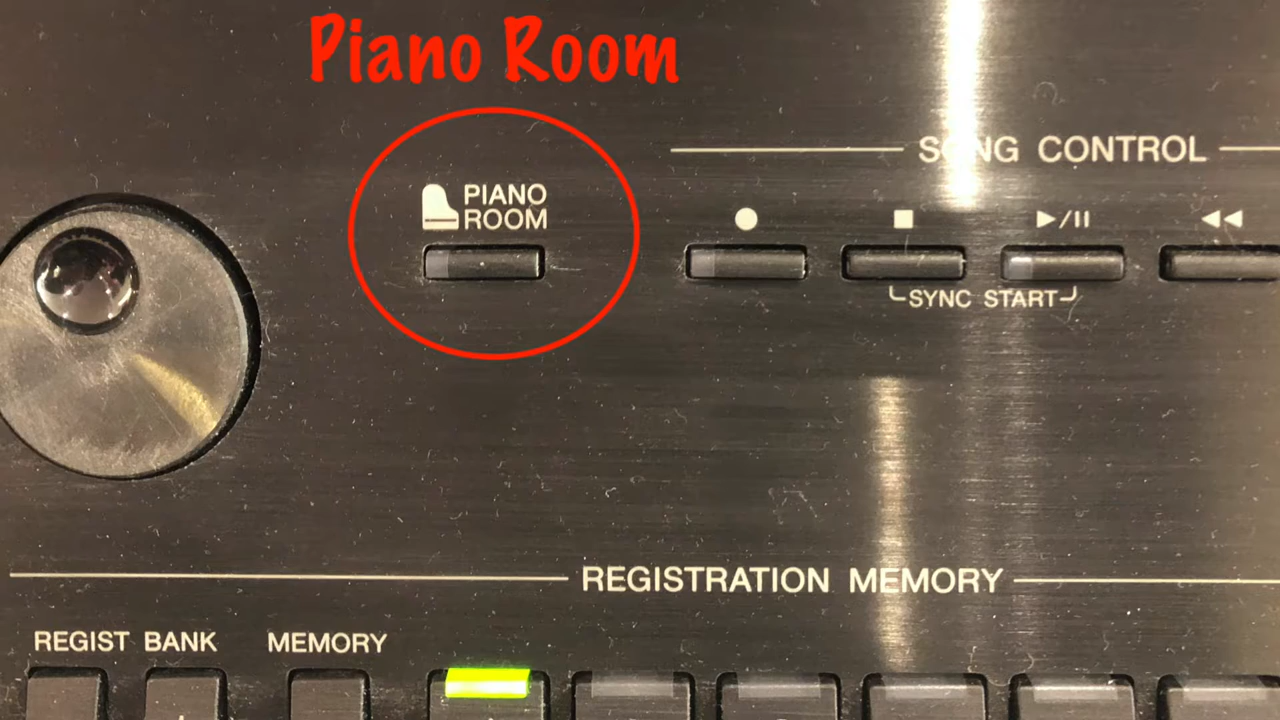 Piano Room
PIANO
ROOM
SONG CONTROL
SYNC START
REGISTRATION MEMORY
REGIST BANK
MEMORY